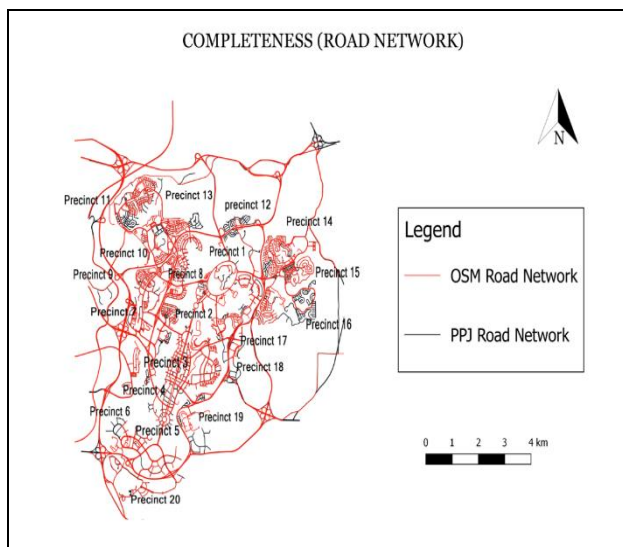 COMPLETENESS (ROAD NETWORK)
N
Precinct 13
Precinct 11
precinct 12
Precinct 14
Precinct 10
Precinct 1
Precinct 9
Precinct 8
Precinct 15
Precinct 7
Precinct 2
Precinct 16
Precinct 17
Precinct 3
Precinct 18
Precinct 4
Precinct 6
Precinct 19
Precinct 5
Precinct 20
Legend
OSM Road Network
PPJ Road Network
0 1 2 3 4 km